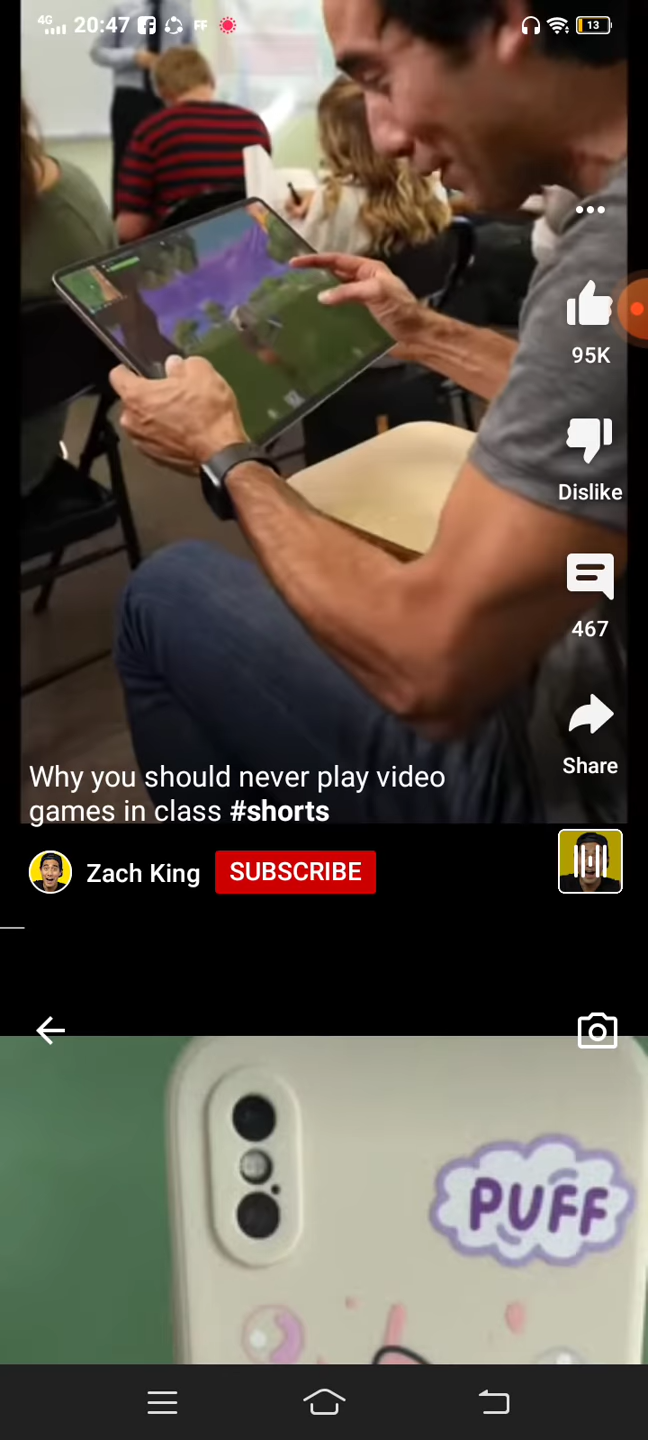 4G 20:47 FF 13
95K
Dislike
467
Share
Why you should never play video
games in class #shorts
Zach King SUBSCRIBE
PUFF